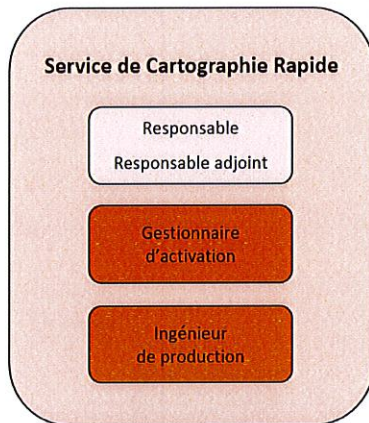 Service de Cartographie Rapide
Responsable
Responsable adjoint
Gestionnaire
d'activation
Ingénieur
de production